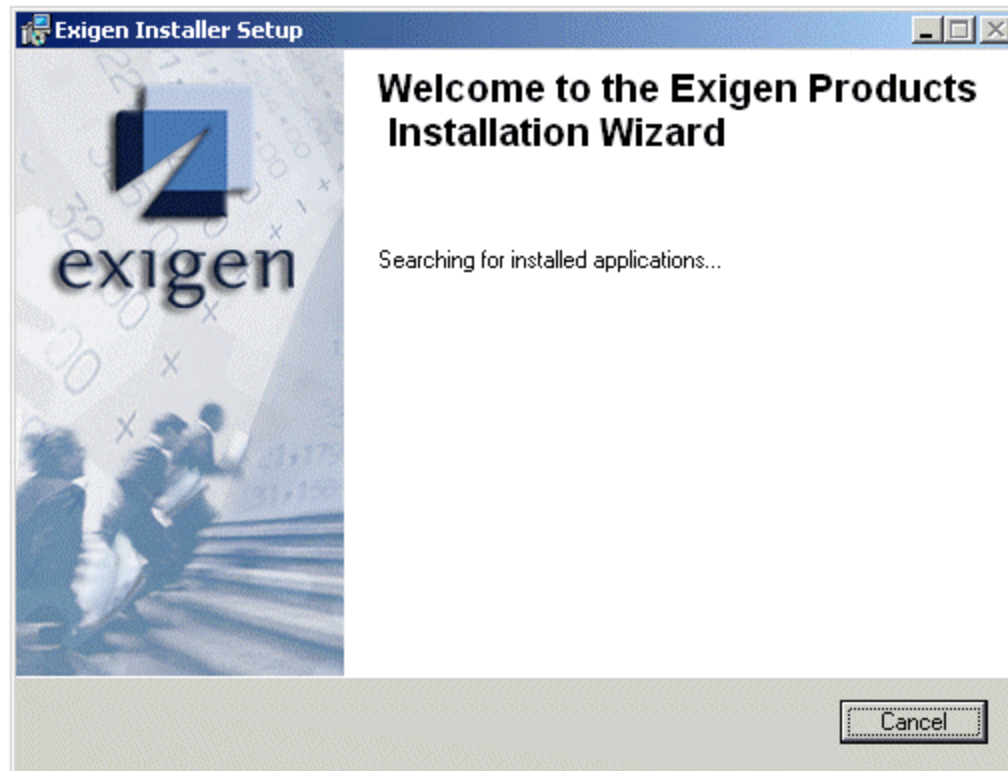 Exigen Installer Setup
Welcome to the Exigen Products
Installation Wizard
exigen
Searching for installed applications...
Cancel